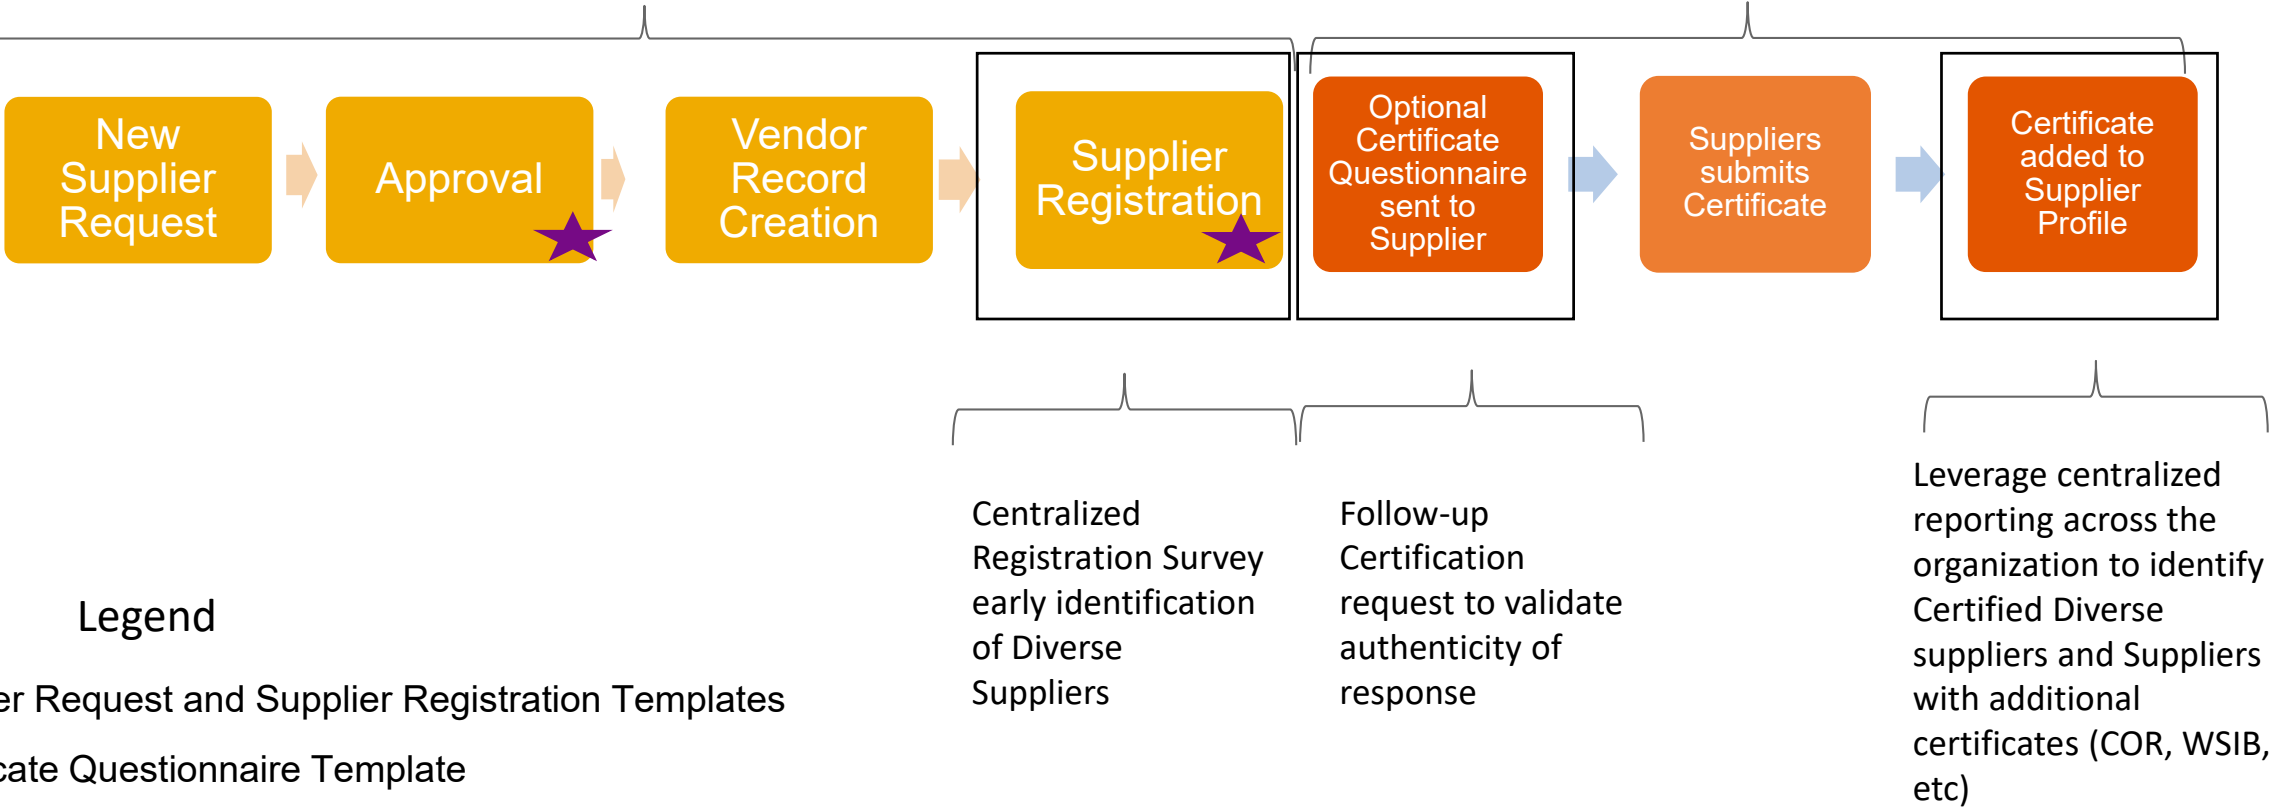 New
Supplier
Request
Approval
Vendor
Record
Creation
Supplier
Registration
Optional
Certificate
Questionnaire
sent to
Supplier
Suppliers
submits
Certificate
Certificate
added to
Supplier
Profile
Centralized
Registration Survey
early identification
of Diverse
Suppliers
Follow-up
Certification
request to validate
authenticity of
response
Leverage centralized
reporting across the
organization to identify
Certified Diverse
suppliers and Suppliers
with additional
certificates (COR, WSIB,
etc)
Legend
er Request and Supplier Registration Templates
cate Questionnaire Template